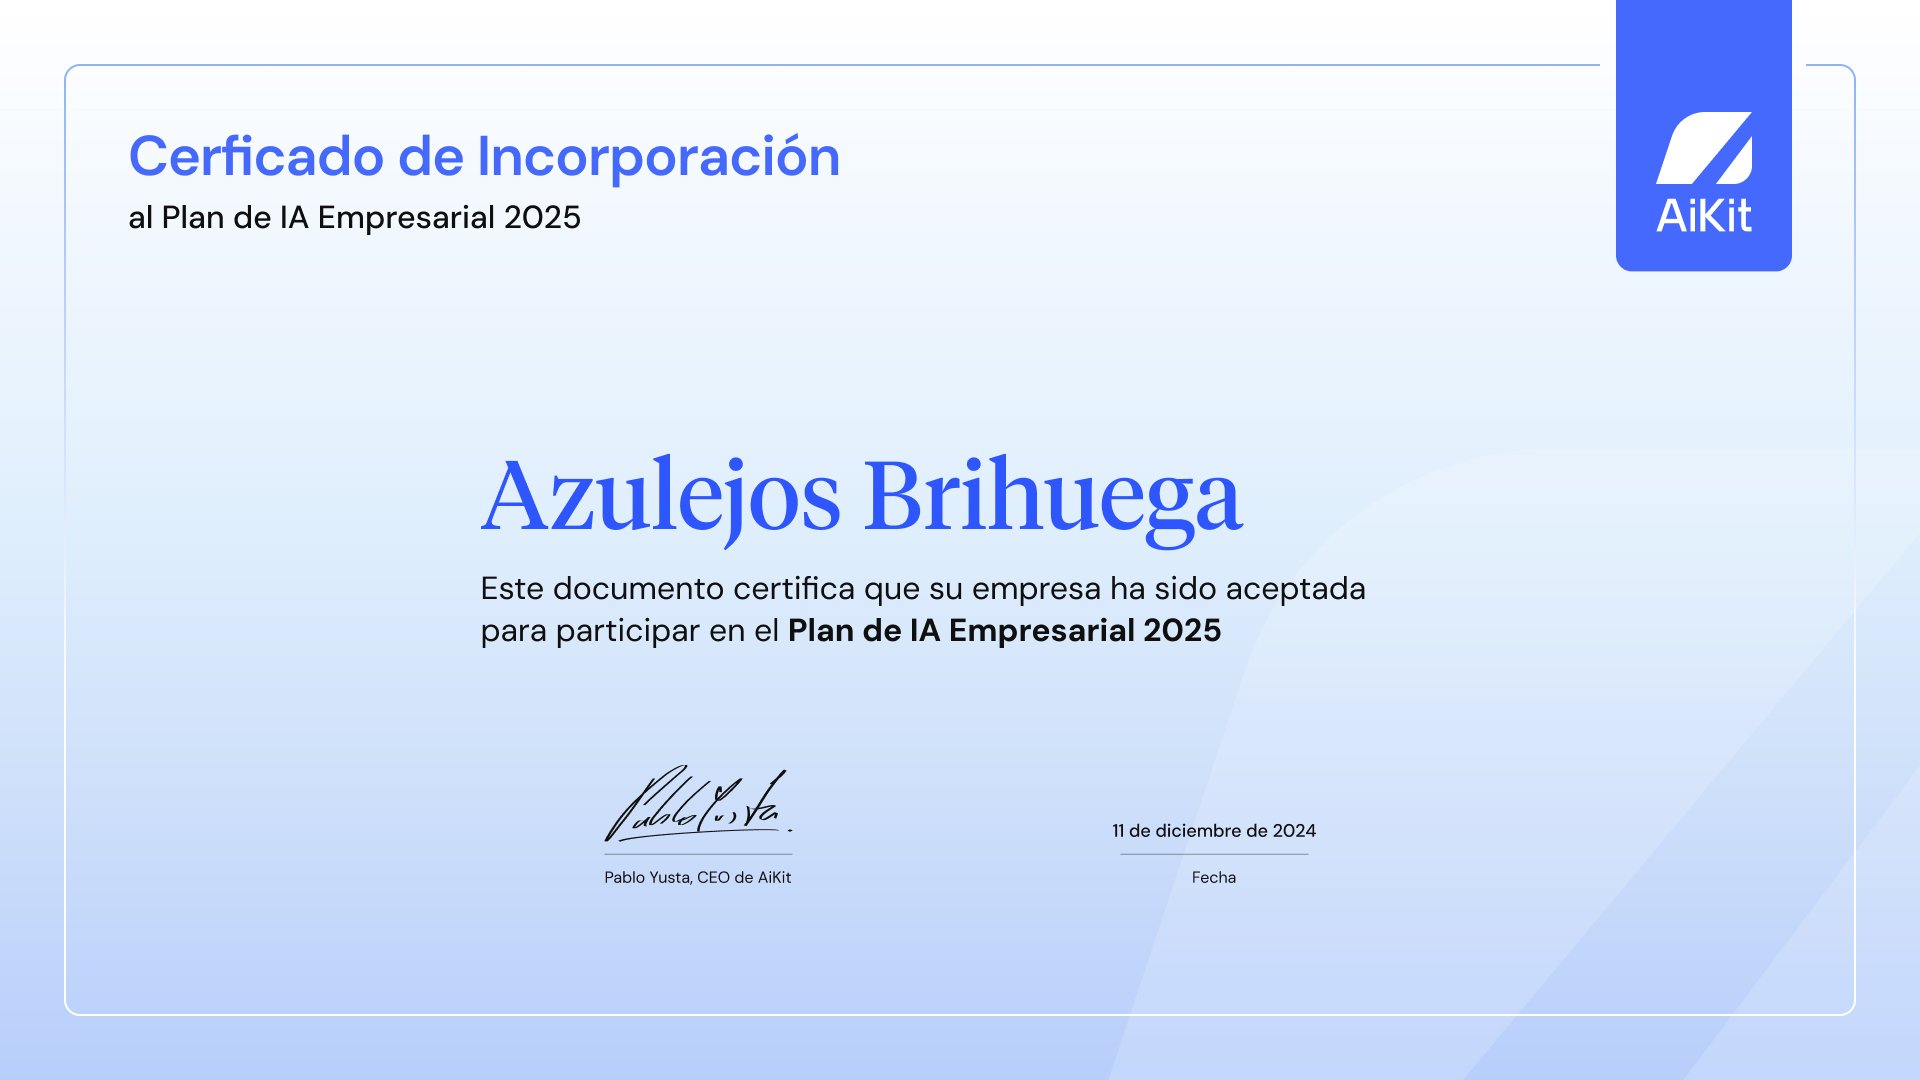 Cerficado de Incorporación
al Plan de IA Empresarial 2025
AiKit
Azulejos Brihuega
Este documento certifica que su empresa ha sido aceptada
para participar en el Plan de IA Empresarial 2025
Pablo Yusta.
11 de diciembre de 2024
Pablo Yusta, CEO de AiKit
Fecha